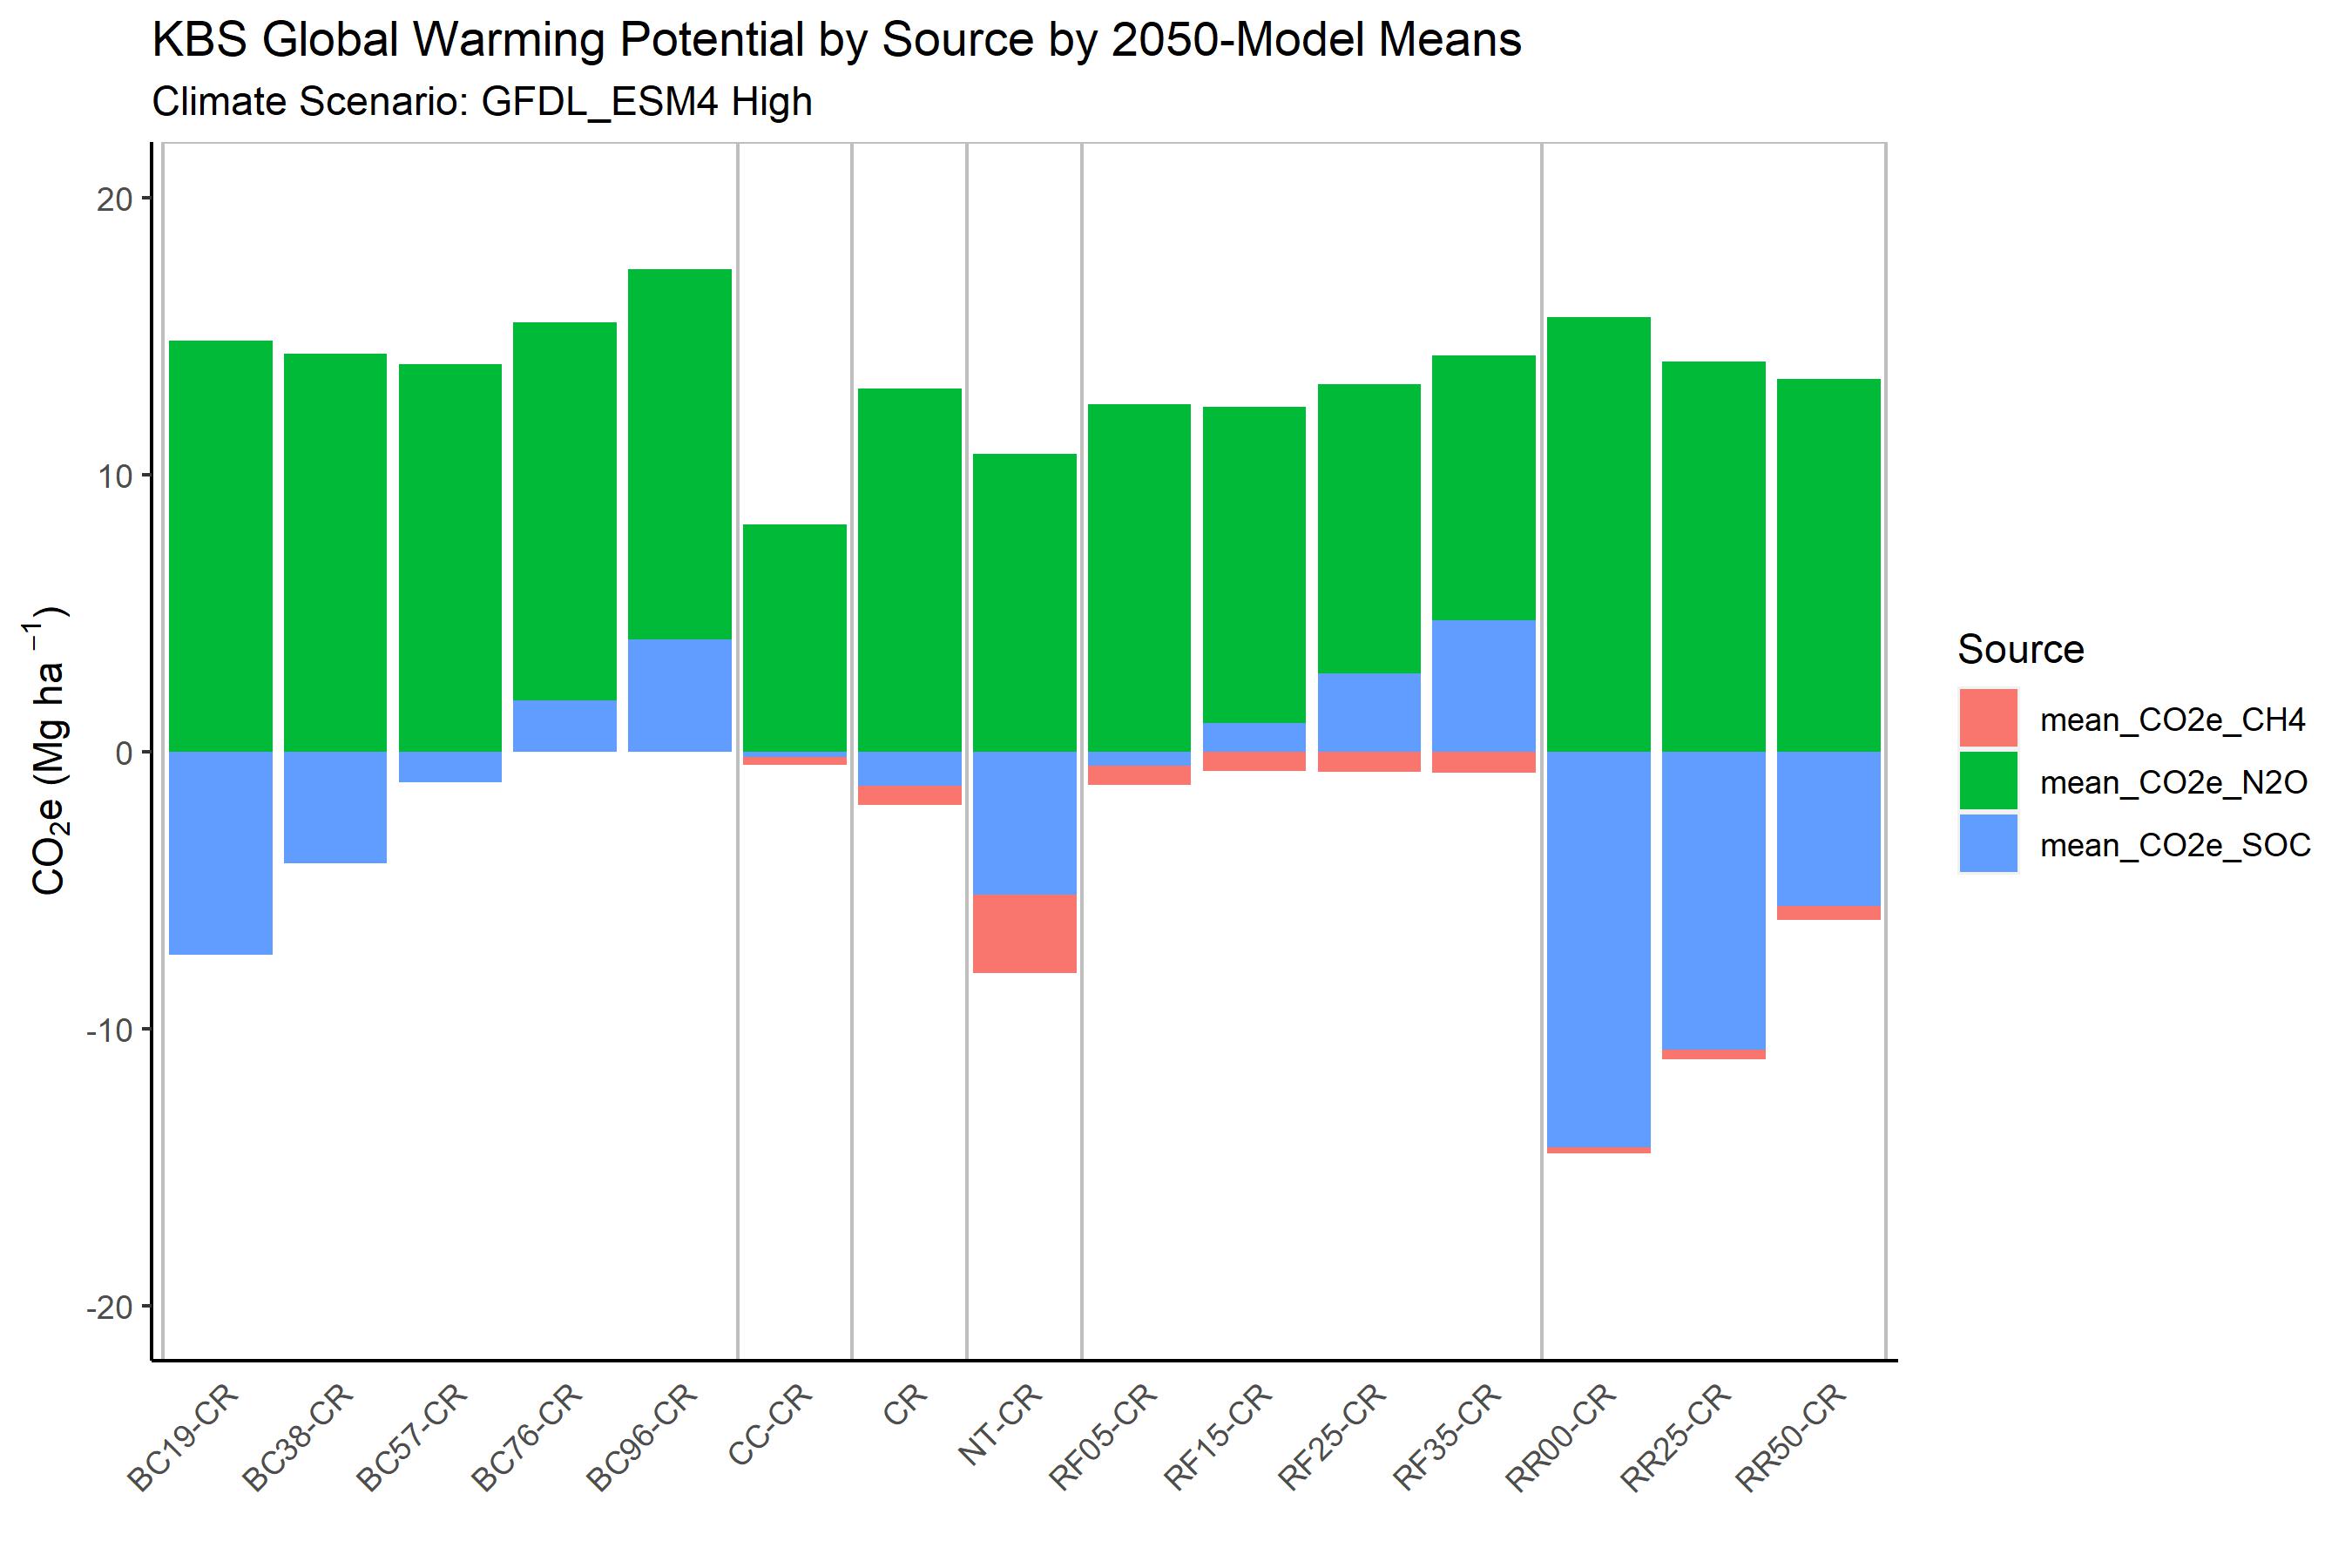 KBS Global Warming Potential by Source by 2050-Model Means
Climate Scenario: GFDL_ESM4 High
CO₂e (Mg ha ⁻¹)
20
10
0
-10
-20
BC19-CR
BC38-CR
BC57-CR
BC76-CR
BC96-CR
CC-CR
CR
NT-CR
RF05-CR
RF15-CR
RF25-CR
RF35-CR
RR00-CR
RR25-CR
RR50-CR
Source
mean_CO2e_CH4
mean_CO2e_N2O
mean_CO2e_SOC